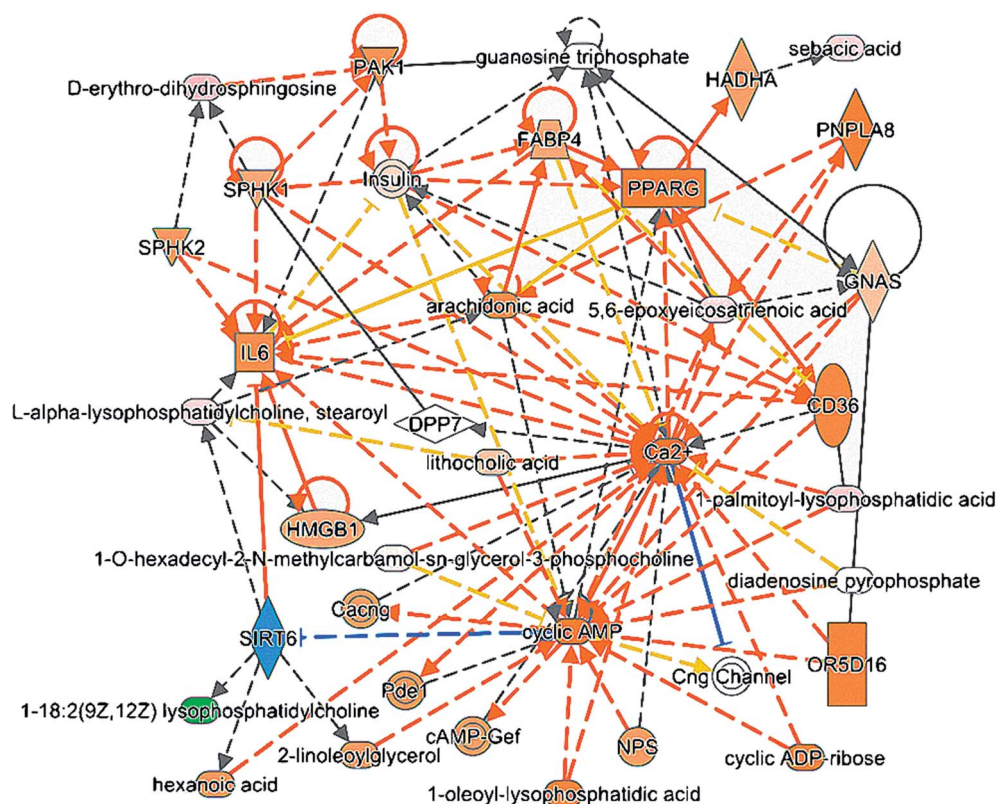 PAK1
guanosine triphosphate
sebacic acid
HADHA
D-erythro-dihydrosphingosine
PNPLA8
FABP4
Insulin
SPHK1
PPARG
SPHK2
GNAS
arachidonic acid
5,6-epoxyeicosatrienoic acid
IL6
CD36
L-alpha-lysophosphatidylcholine, stearoyl
DPP7
Ca2+
lithocholic acid
1-palmitoyl-lysophosphatidic acid
HMGB1
1-O-hexadecyl-2-N-methylcarbamol-sn-glycerol-3-phosphocholine
diadenosine pyrophosphate
Cacng
SIRT6
cyclic AMP
OR5D16
Cng Channel
Pde1
1-18:2(9Z,12Z) lysophosphatidylcholine
cAMP-Gef
NPS
2-linoleoylglycerol
cyclic ADP-ribose
hexanoic acid
1-oleoyl-lysophosphatidic acid